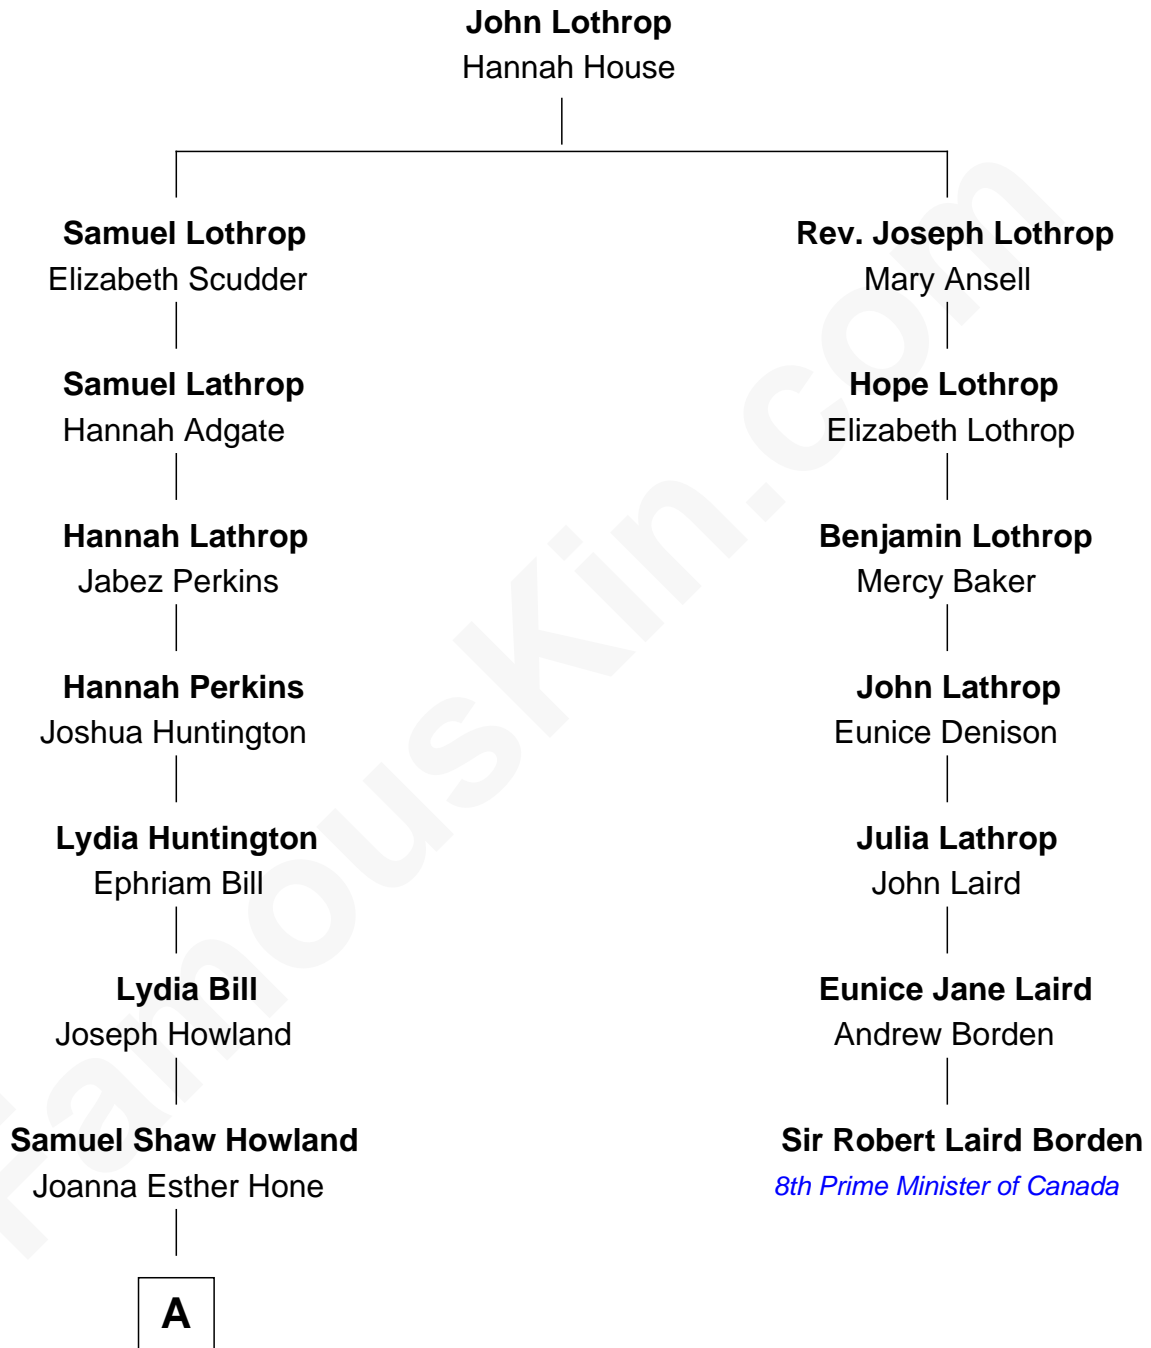 John Lothrop
Hannah House
Samuel Lothrop
Elizabeth Scudder
Samuel Lathrop
Hannah Adgate
Hannah Lathrop
Jabez Perkins
Hannah Perkins
Joshua Huntington
Lydia Huntington
Ephriam Bill
Lydia Bill
Joseph Howland
Samuel Shaw Howland
Joanna Esther Hone
A
Rev. Joseph Lothrop
Mary Ansell
Hope Lothrop
Elizabeth Lothrop
Benjamin Lothrop
Mercy Baker
John Lathrop
Eunice Denison
Julia Lathrop
John Laird
Eunice Jane Laird
Andrew Borden
Sir Robert Laird Borden
8th Prime Minister of Canada
FamousKin.com